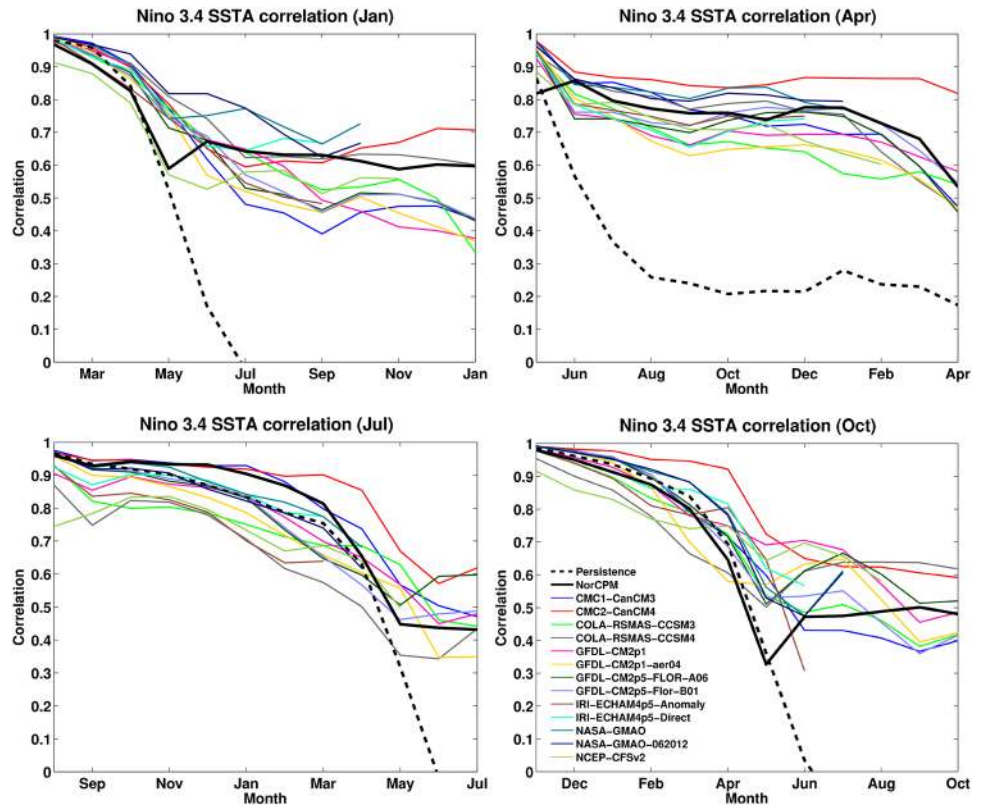 Nino 3.4 SSTA correlation (Jan)
Correlation
1
0.9
0.8
0.7
0.6
0.5
0.4
0.3
0.2
0.1
0
Mar May Jul Sep Nov Jan
Month
Nino 3.4 SSTA correlation (Apr)
Correlation
1
0.9
0.8
0.7
0.6
0.5
0.4
0.3
0.2
0.1
0
Jun Aug Oct Dec Feb Apr
Month
Nino 3.4 SSTA correlation (Jul)
Correlation
1
0.9
0.8
0.7
0.6
0.5
0.4
0.3
0.2
0.1
0
Sep Nov Jan Mar May Jul
Month
Nino 3.4 SSTA correlation (Oct)
Correlation
1
0.9
0.8
0.7
0.6
0.5
0.4
0.3
0.2
0.1
0
Persistence
NorCPM
CMC1-CanCM3
CMC2-CanCM4
COLA-RSMAS-CCSM3
COLA-RSMAS-CCSM4
GFDL-CM2p1
GFDL-CM2p1-aer04
GFDL-CM2p5-FLOR-A06
GFDL-CM2p5-Flor-B01
IRI-ECHAM4p5-Anomaly
IRI-ECHAM4p5-Direct
NASA-GMAO
NASA-GMAO-062012
NCEP-CFSv2
Dec Feb Apr Jun Aug Oct
Month